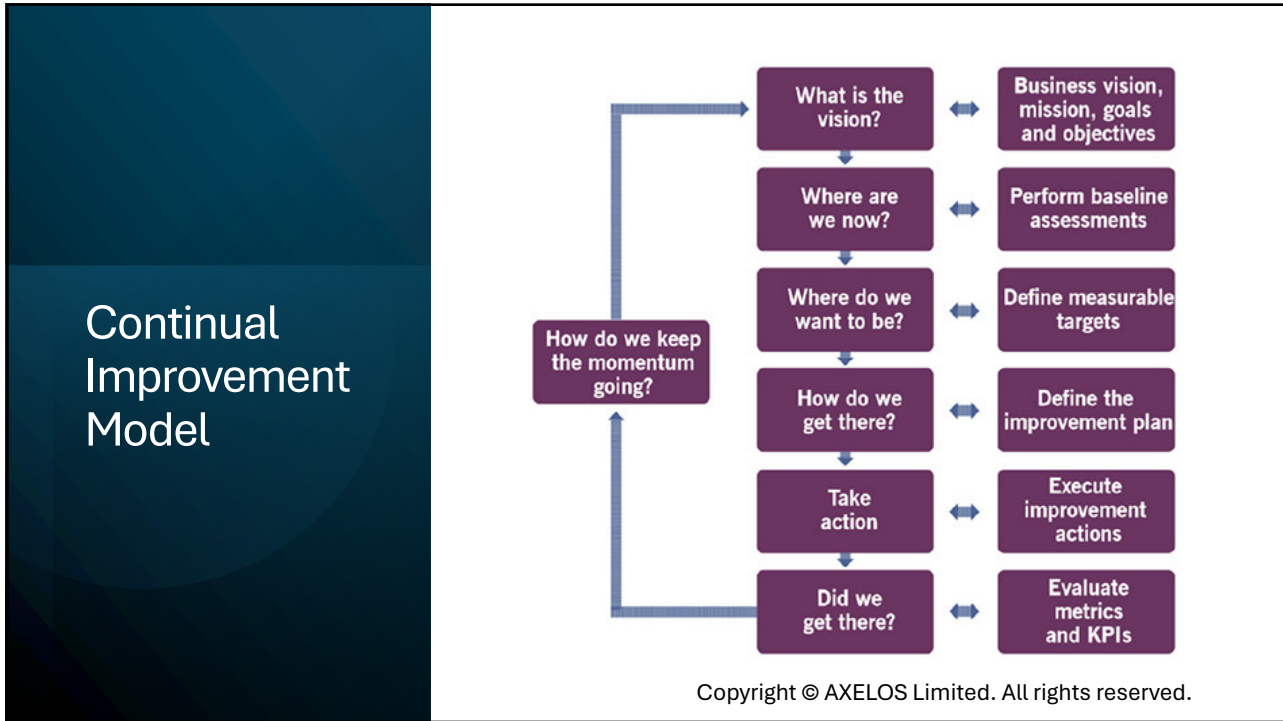 Continual
Improvement
Model
What is the
vision?
Business vision,
mission, goals
and objectives
Where are
we now?
Perform baseline
assessments
Where do we
want to be?
Define measurable
targets
How do we keep
the momentum
going?
How do we
get there?
Define the
improvement plan
Take
action
Execute
improvement
actions
Did we
get there?
Evaluate
metrics
and KPIs
Copyright © AXELOS Limited. All rights reserved.